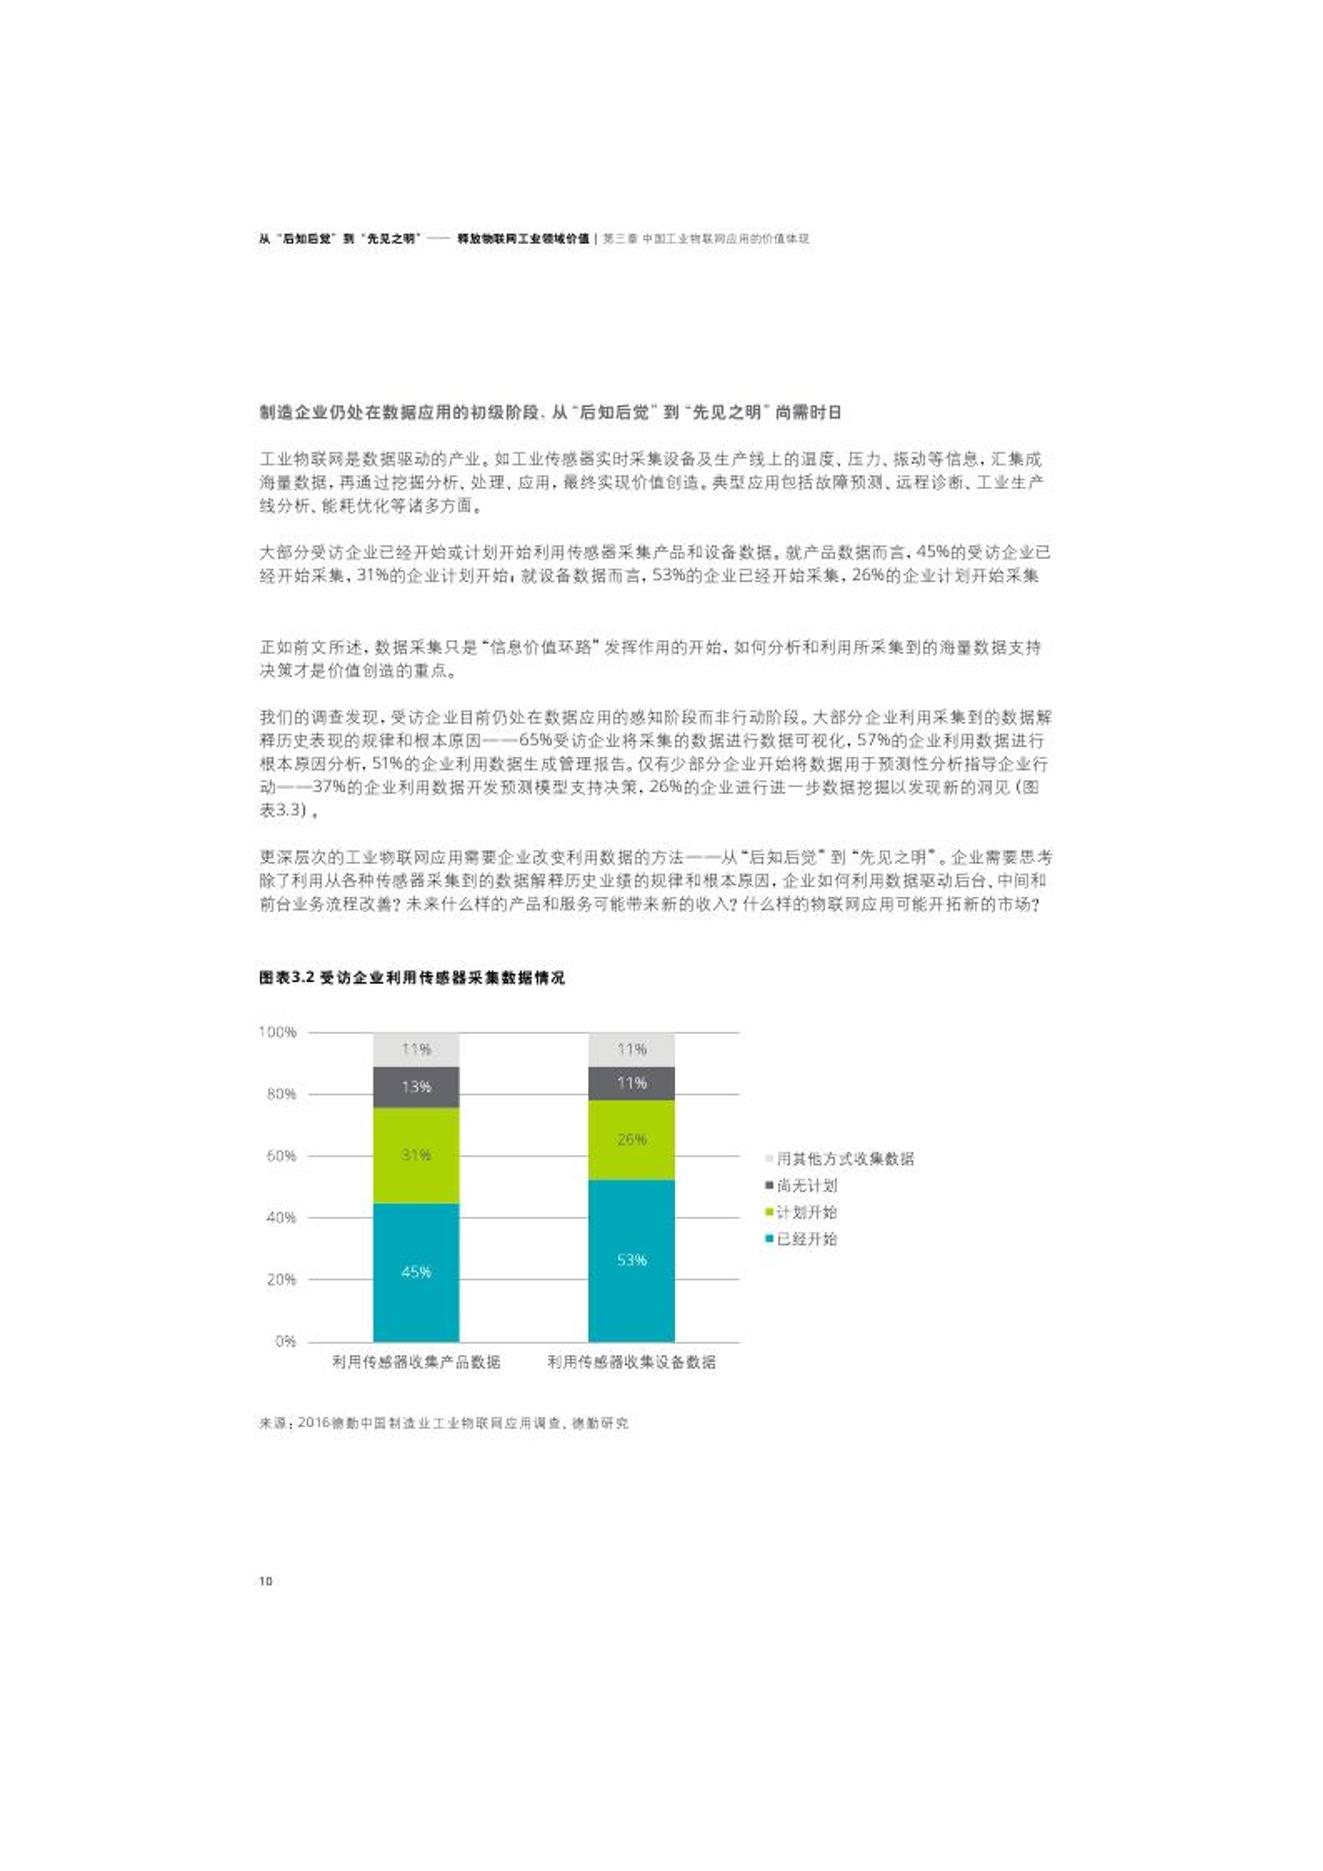 从“后知后觉”到“先见之明”—— 释放物联网工业领域价值 | 第三章 中国工业物联网应用的价值体现
制造企业仍处在数据应用的初级阶段，从“后知后觉”到“先见之明”尚需时日
工业物联网是数据驱动的产业。如工业传感器实时采集设备及生产线上的温度、压力、振动等信息，汇集成
海量数据，再通过挖掘分析、处理、应用，最终实现价值创造。典型应用包括故障预测、远程诊断、工业生产
线分析、能耗优化等诸多方面。
大部分受访企业已经开始或计划开始利用传感器采集产品和设备数据。就产品数据而言，45%的受访企业已
经开始采集，31%的企业计划开始；就设备数据而言，53%的企业已经开始采集，26%的企业计划开始采集
正如前文所述，数据采集只是“信息价值环路”发挥作用的开始，如何分析和利用所采集到的海量数据支持
决策才是价值创造的重点。
我们的调查发现，受访企业目前仍处在数据应用的感知阶段而非行动阶段。大部分企业利用采集到的数据解
释历史表现的规律和根本原因——65%受访企业将采集的数据进行数据可视化，57%的企业利用数据进行
根本原因分析，51%的企业利用数据生成管理报告。仅有少部分企业开始将数据用于预测性分析指导企业行
动——37%的企业利用数据开发预测模型支持决策，26%的企业进行进一步数据挖掘以发现新的洞见（图
表3.3）。
更深层次的工业物联网应用需要企业改变利用数据的方法——从“后知后觉”到“先见之明”。企业需要思考
除了利用从各种传感器采集到的数据解释历史业绩的规律和根本原因，企业如何利用数据驱动后台、中间和
前台业务流程改善？未来什么样的产品和服务可能带来新的收入？什么样的物联网应用可能开拓新的市场？
图表3.2 受访企业利用传感器采集数据情况
100%
11%
11%
80%
13%
11%
60%
31%
26%
用其他方式收集数据
尚无计划
计划开始
已经开始
40%
45%
53%
20%
0%
利用传感器收集产品数据
利用传感器收集设备数据
来源：2016德勤中国制造业工业物联网应用调查、德勤研究
10